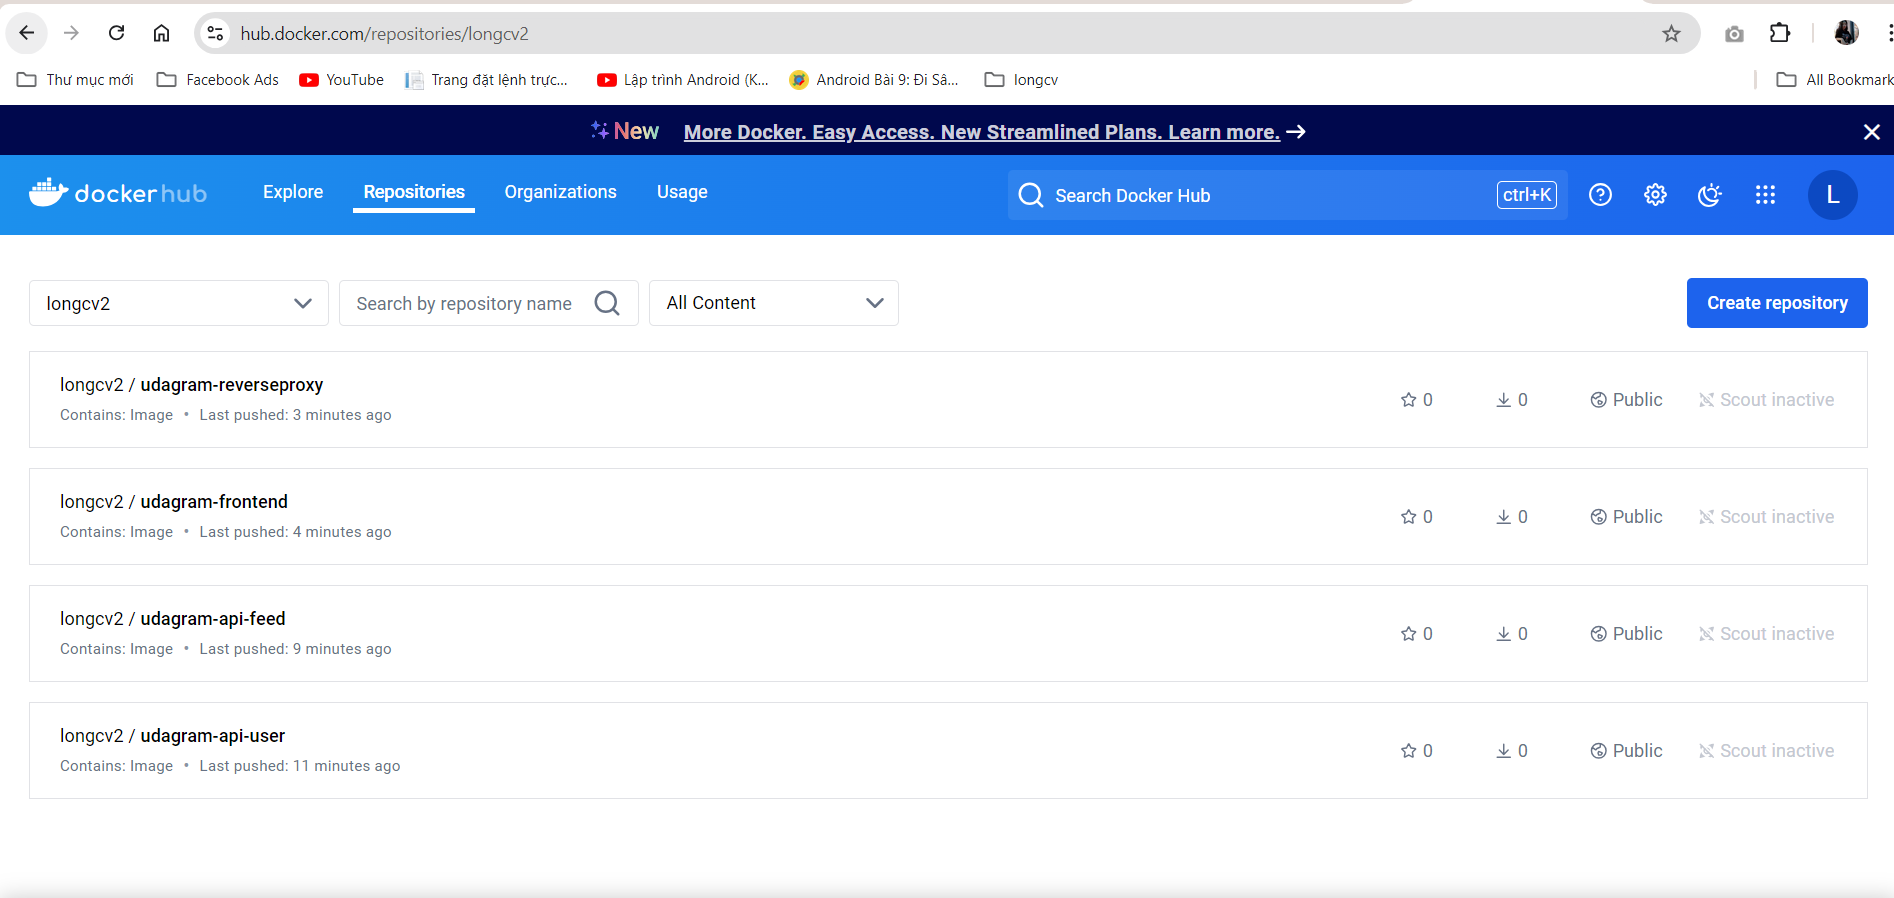 hub.docker.com/repositories/longcv2
Thư mục mới Facebook Ads YouTube Trang đặt lệnh trực... Lập trình Android (K... Android Bài 9: Đi Sâ... longcv All Bookmark
New More Docker. Easy Access. New Streamlined Plans. Learn more. →
docker hub Explore Repositories Organizations Usage Search Docker Hub ctrl+K L
longcv2 Search by repository name All Content Create repository
longcv2 / udagram-reverseproxy
Contains: Image • Last pushed: 3 minutes ago
0 0 Public Scout inactive
longcv2 / udagram-frontend
Contains: Image • Last pushed: 4 minutes ago
0 0 Public Scout inactive
longcv2 / udagram-api-feed
Contains: Image • Last pushed: 9 minutes ago
0 0 Public Scout inactive
longcv2 / udagram-api-user
Contains: Image • Last pushed: 11 minutes ago
0 0 Public Scout inactive